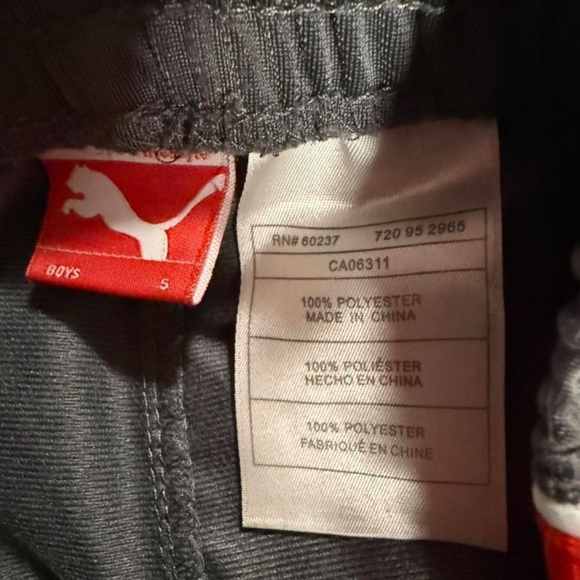 BOYS 5
RN# 60237 720 95 2965
CA06311
100% POLYESTER
MADE IN CHINA
100% POLIÉSTER
HECHO EN CHINA
100% POLYESTER
FABRIQUÉ EN CHINE